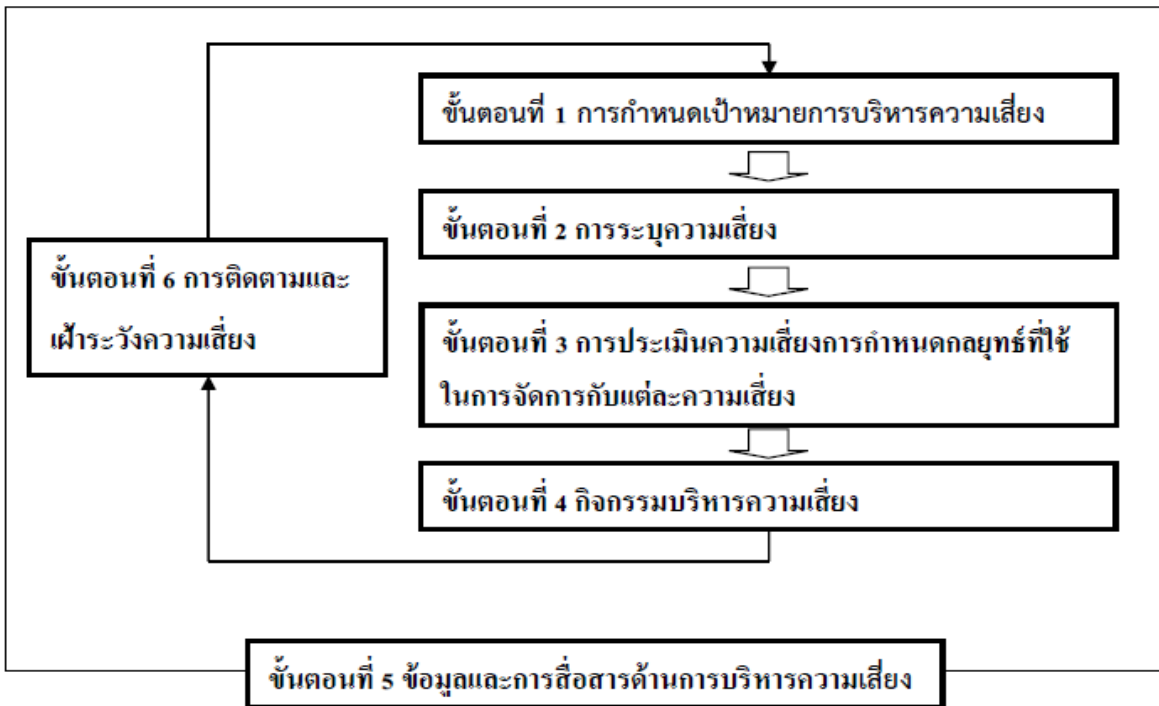 ขั้นตอนที่ 1 การกำหนดเป้าหมายการบริหารความเสี่ยง
ขั้นตอนที่ 2 การระบุความเสี่ยง
ขั้นตอนที่ 3 การประเมินความเสี่ยงการกำหนดกลยุทธ์ที่ใช้
ในการจัดการกับแต่ละความเสี่ยง
ขั้นตอนที่ 4 กิจกรรมบริหารความเสี่ยง
ขั้นตอนที่ 6 การติดตามและ
เฝ้าระวังความเสี่ยง
ขั้นตอนที่ 5 ข้อมูลและการสื่อสารด้านการบริหารความเสี่ยง